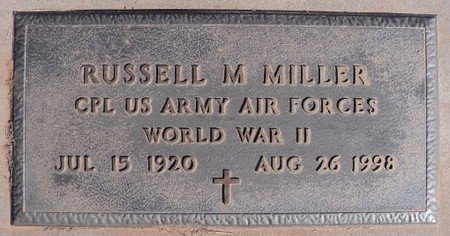 RUSSELL M MILLER
CPL US ARMY AIR FORCES
WORLD WAR II
JUL 15 1920 AUG 26 1998